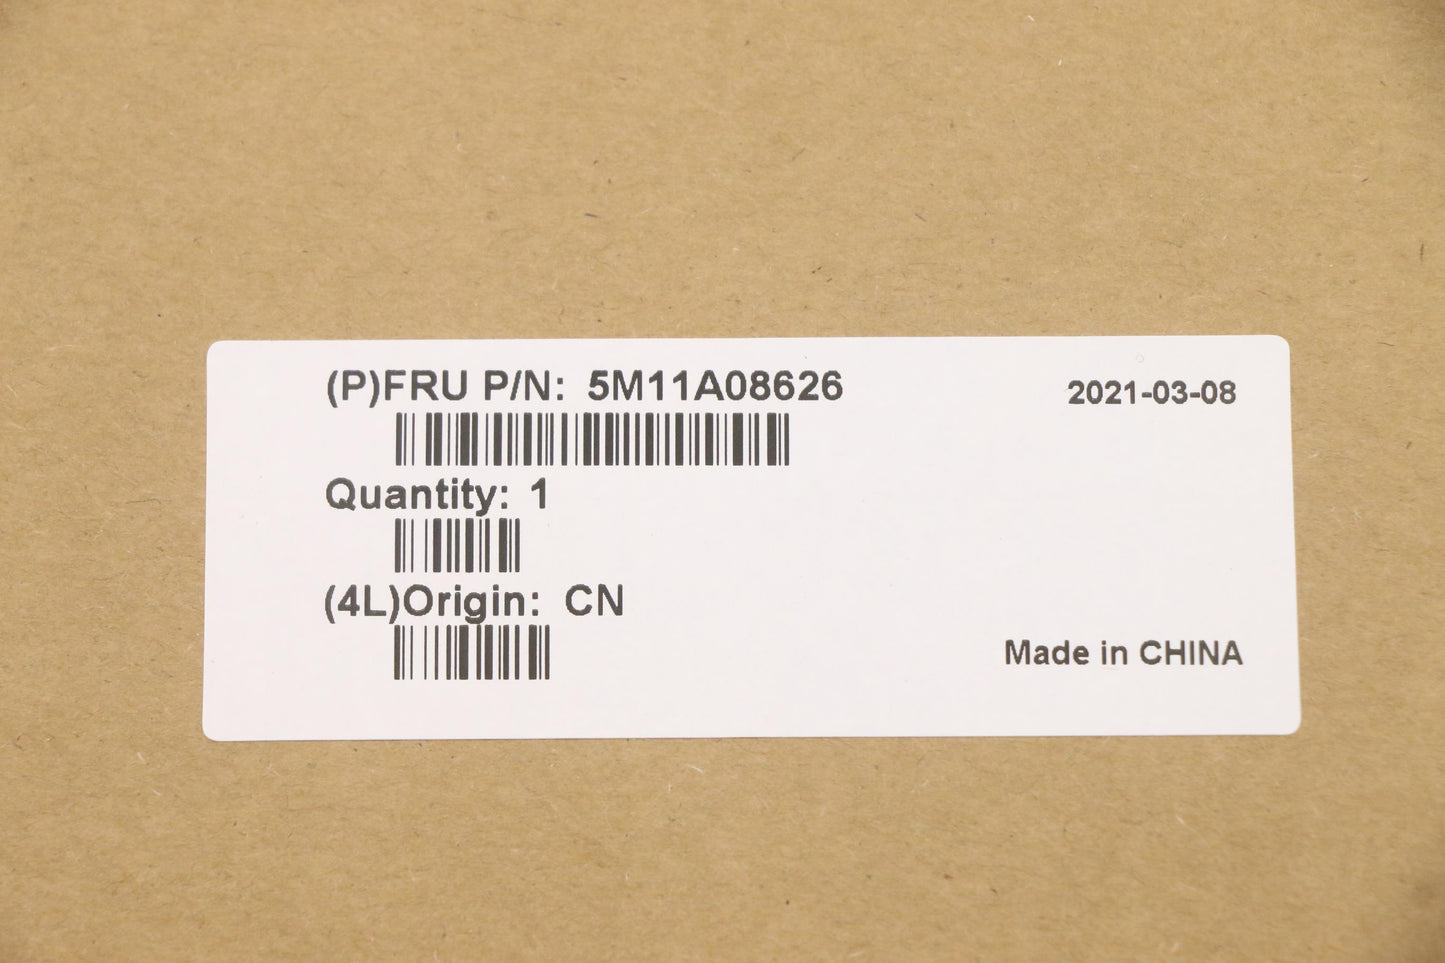 (P)FRU P/N: 5M11A08626
2021-03-08
Quantity: 1
(4L)Origin: CN
Made in CHINA